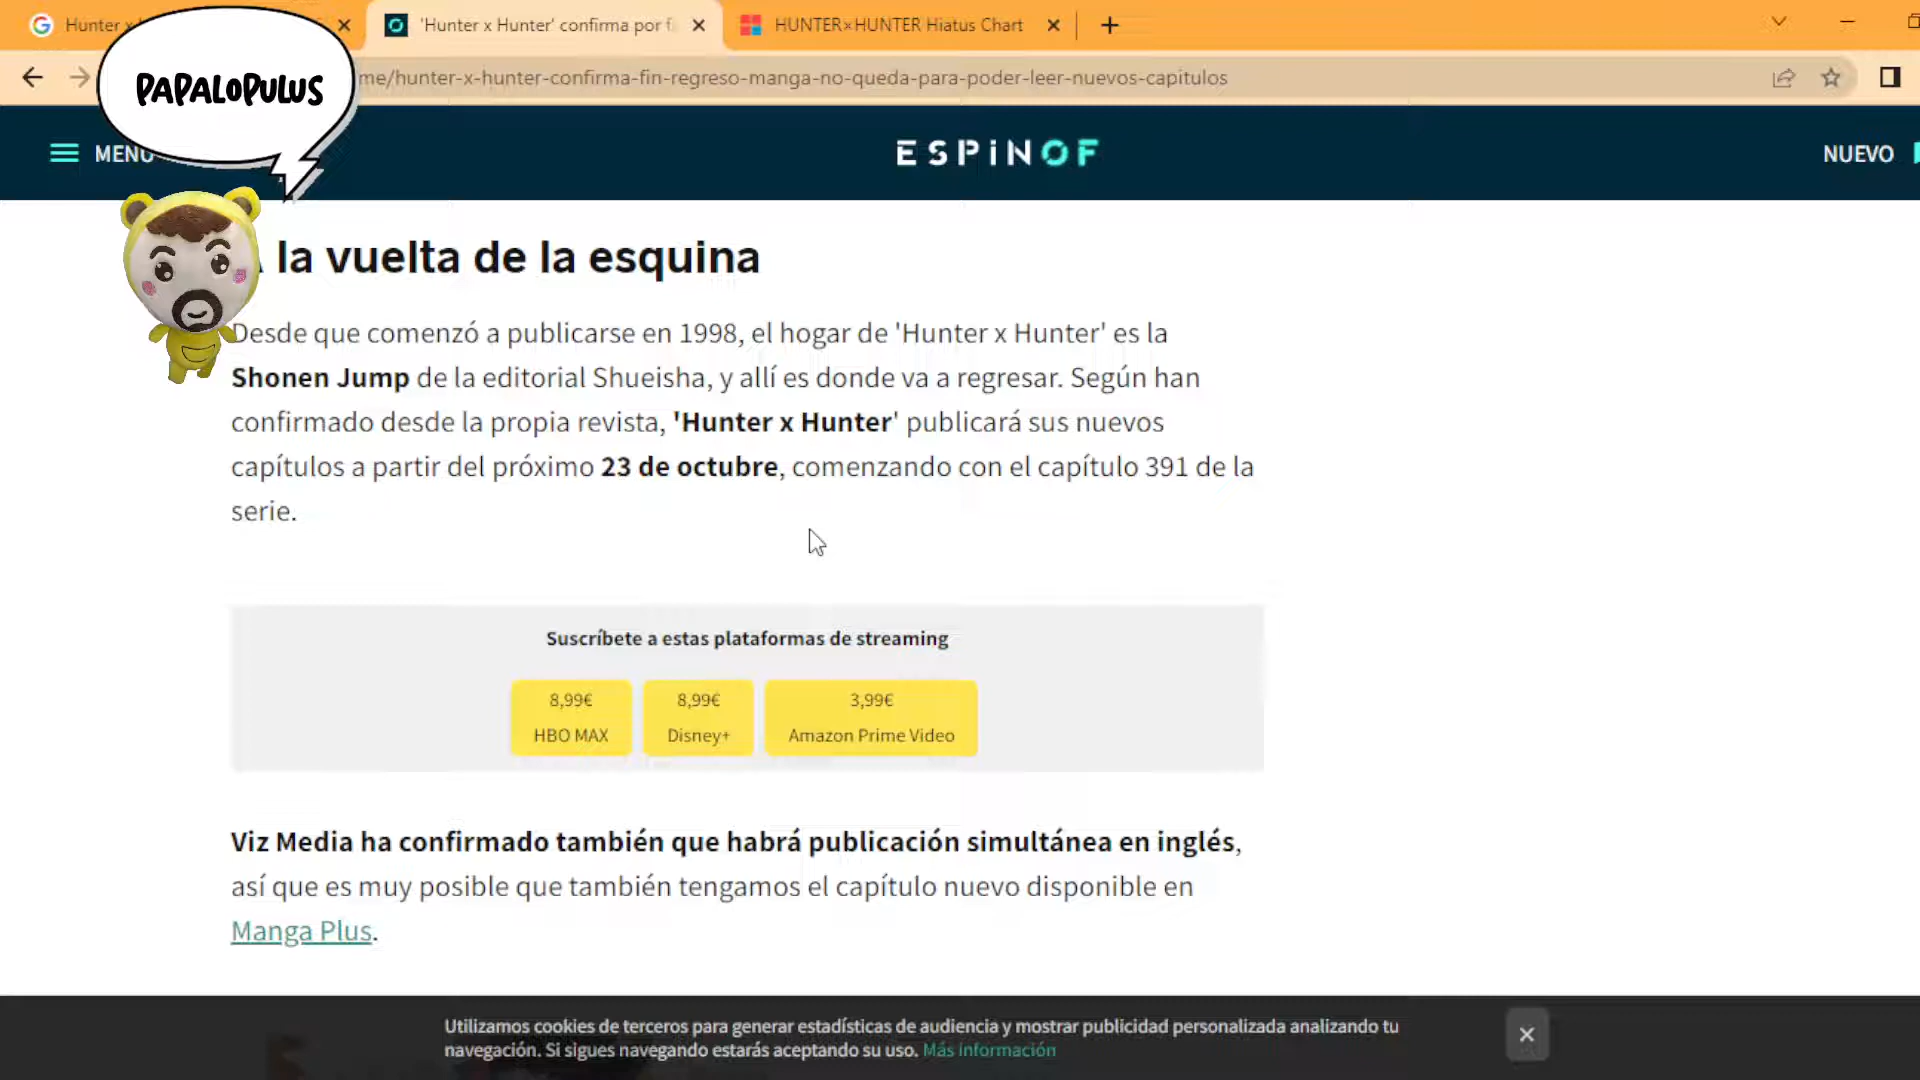 Hunter x
'Hunter x Hunter' confirma por f
HUNTER×HUNTER Hiatus Chart
PAPALOPULUS
me/hunter-x-hunter-confirma-fin-regreso-manga-no-queda-para-poder-leer-nuevos-capitulos
MENÚ
ESPiNOF
NUEVO
la vuelta de la esquina
Desde que comenzó a publicarse en 1998, el hogar de 'Hunter x Hunter' es la
Shonen Jump de la editorial Shueisha, y allí es donde va a regresar. Según han
confirmado desde la propia revista, 'Hunter x Hunter' publicará sus nuevos
capítulos a partir del próximo 23 de octubre, comenzando con el capítulo 391 de la
serie.
Suscríbete a estas plataformas de streaming
8,99€ 8,99€ 3,99€
HBO MAX Disney+ Amazon Prime Video
Viz Media ha confirmado también que habrá publicación simultánea en inglés,
así que es muy posible que también tengamos el capítulo nuevo disponible en
Manga Plus.
Utilizamos cookies de terceros para generar estadísticas de audiencia y mostrar publicidad personalizada analizando tu
navegación. Si sigues navegando estarás aceptando su uso. Más información